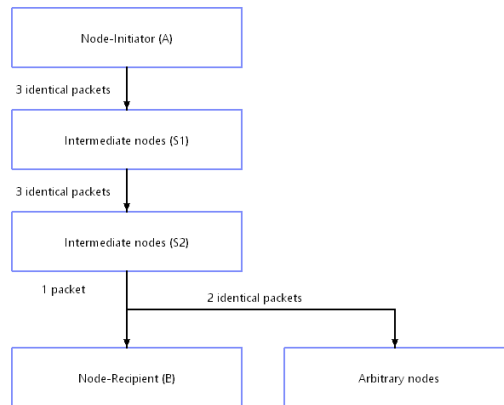 Node-Initiator (A)
3 identical packets
Intermediate nodes (S1)
3 identical packets
Intermediate nodes (S2)
1 packet
2 identical packets
Node-Recipient (B)
Arbitrary nodes